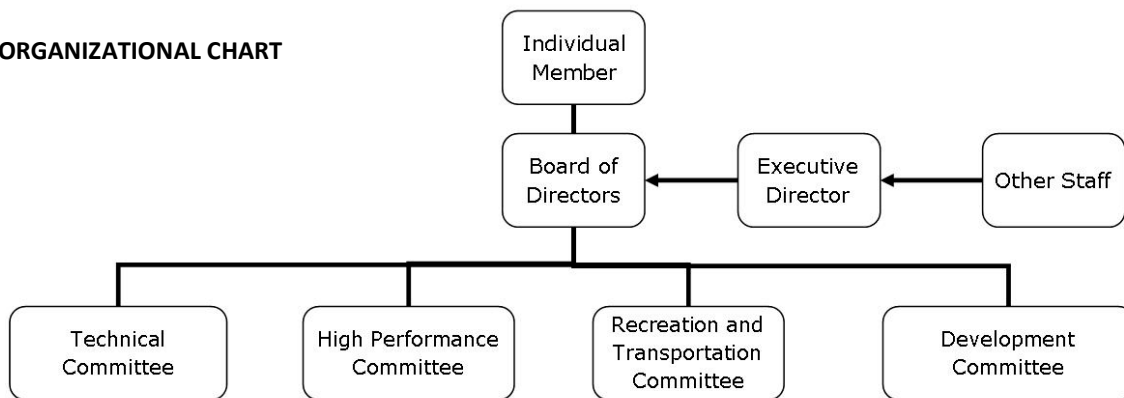 ORGANIZATIONAL CHART
Individual
Member
Board of
Directors
Executive
Director
Other Staff
Technical
Committee
High Performance
Committee
Recreation and
Transportation
Committee
Development
Committee